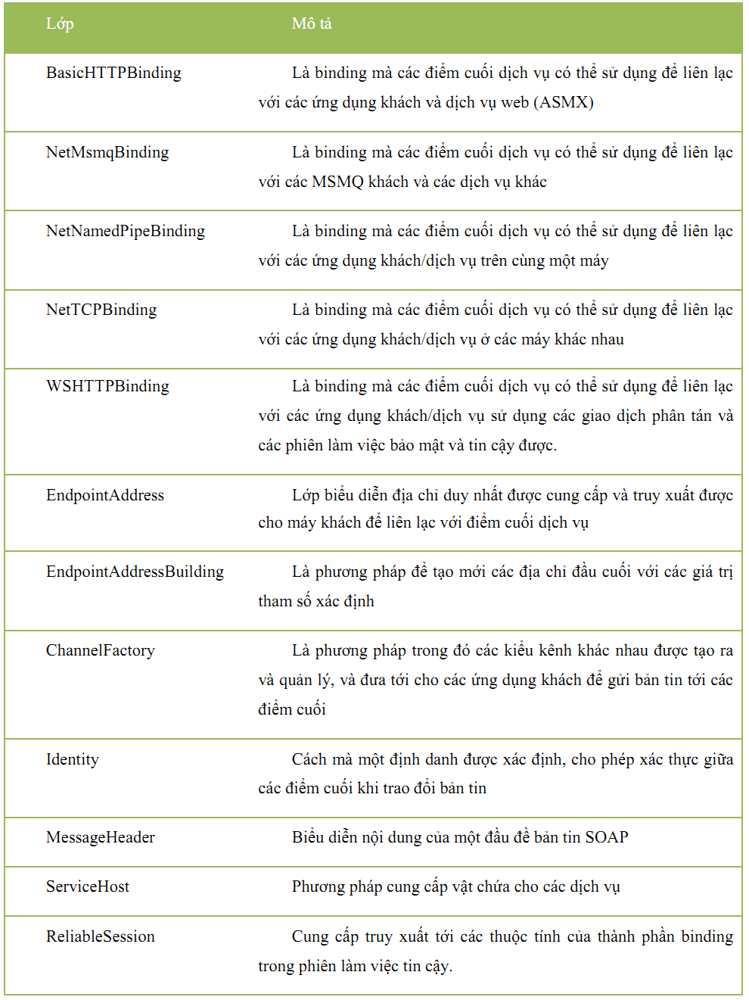 Lớp Mô tả
BasicHTTPBinding Là binding mà các điểm cuối dịch vụ có thể sử dụng để liên lạc
với các ứng dụng khách và dịch vụ web (ASMX)
NetMsmqBinding Là binding mà các điểm cuối dịch vụ có thể sử dụng để liên lạc
với các MSMQ khách và các dịch vụ khác
NetNamedPipeBinding Là binding mà các điểm cuối dịch vụ có thể sử dụng để liên lạc
với các ứng dụng khách/dịch vụ trên cùng một máy
NetTCPBinding Là binding mà các điểm cuối dịch vụ có thể sử dụng để liên lạc
với các ứng dụng khách/dịch vụ ở các máy khác nhau
WSHTTPBinding Là binding mà các điểm cuối dịch vụ có thể sử dụng để liên lạc
với các ứng dụng khách/dịch vụ sử dụng các giao dịch phân tán và
các phiên làm việc bảo mật và tin cậy được.
EndpointAddress Lớp biểu diễn địa chỉ duy nhất được cung cấp và truy xuất được
cho máy khách để liên lạc với điểm cuối dịch vụ
EndpointAddressBuilding Là phương pháp để tạo mới các địa chỉ đầu cuối với các giá trị
tham số xác định
ChannelFactory Là phương pháp trong đó các kiểu kênh khác nhau được tạo ra
và quản lý, và đưa tới cho các ứng dụng khách để gửi bản tin tới các
điểm cuối
Identity Cách mà một định danh được xác định, cho phép xác thực giữa
các điểm cuối khi trao đổi bản tin
MessageHeader Biểu diễn nội dung của một đầu đề bản tin SOAP
ServiceHost Phương pháp cung cấp vật chứa cho các dịch vụ
ReliableSession Cung cấp truy xuất tới các thuộc tính của thành phần binding
trong phiên làm việc tin cậy.